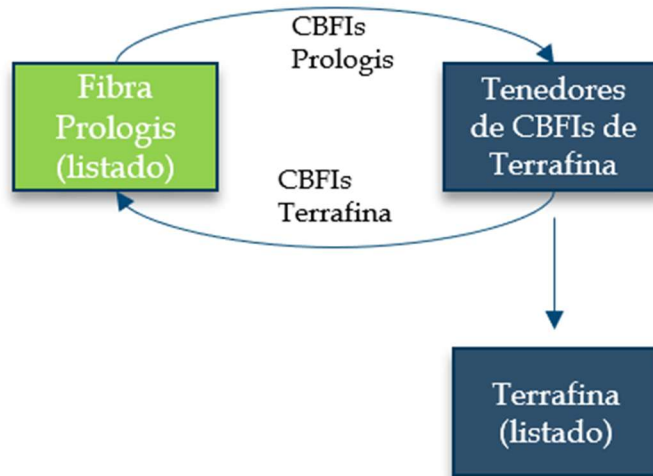 CBFIs
Prologis
Fibra
Prologis
(listado)
Tenedores
de CBFIs de
Terrafina
CBFIs
Terrafina
Terrafina
(listado)